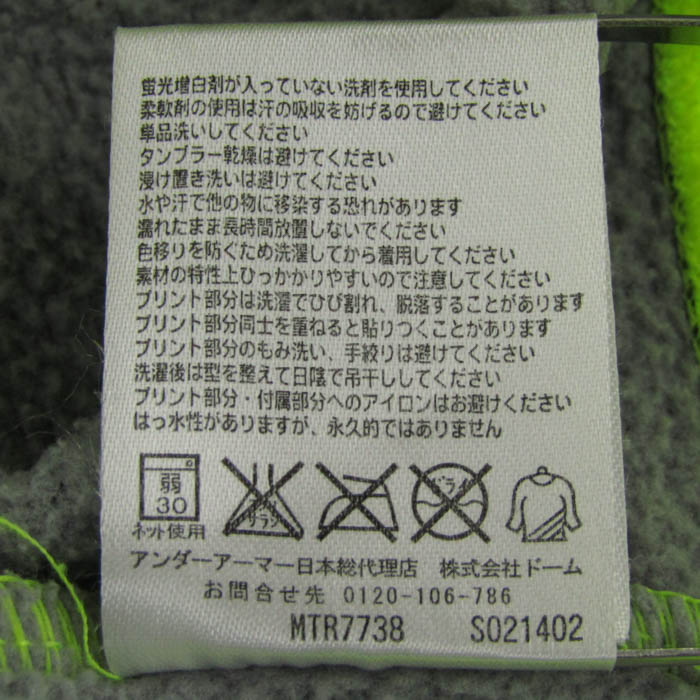 蛍光増白剤が入っていない洗剤を使用してください
柔軟剤の使用は汗の吸収を妨げるので避けてください
単品洗いしてください
タンブラー乾燥は避けてください
浸け置き洗いは避けてください
水や汗で他の物に移染する恐れがあります
濡れたまま長時間放置しないでください
色移りを防ぐため洗濯してから着用してください
素材の特性上ひっかかりやすいので注意してください
プリント部分は洗濯でひび割れ、脱落することがあります
プリント部分同士を重ねると貼りつくことがあります
プリント部分のもみ洗い、手絞りは避けてください
洗濯後は型を整えて日陰で吊干ししてください
プリント部分・付属部分へのアイロンはお避けください
はっ水性がありますが、永久的ではありません
弱
30
ネット使用
エンソ
サラシ
ドライ
アンダーアーマー日本総代理店 株式会社ドーム
お問合せ先 0120-106-786
MTR7738 S021402